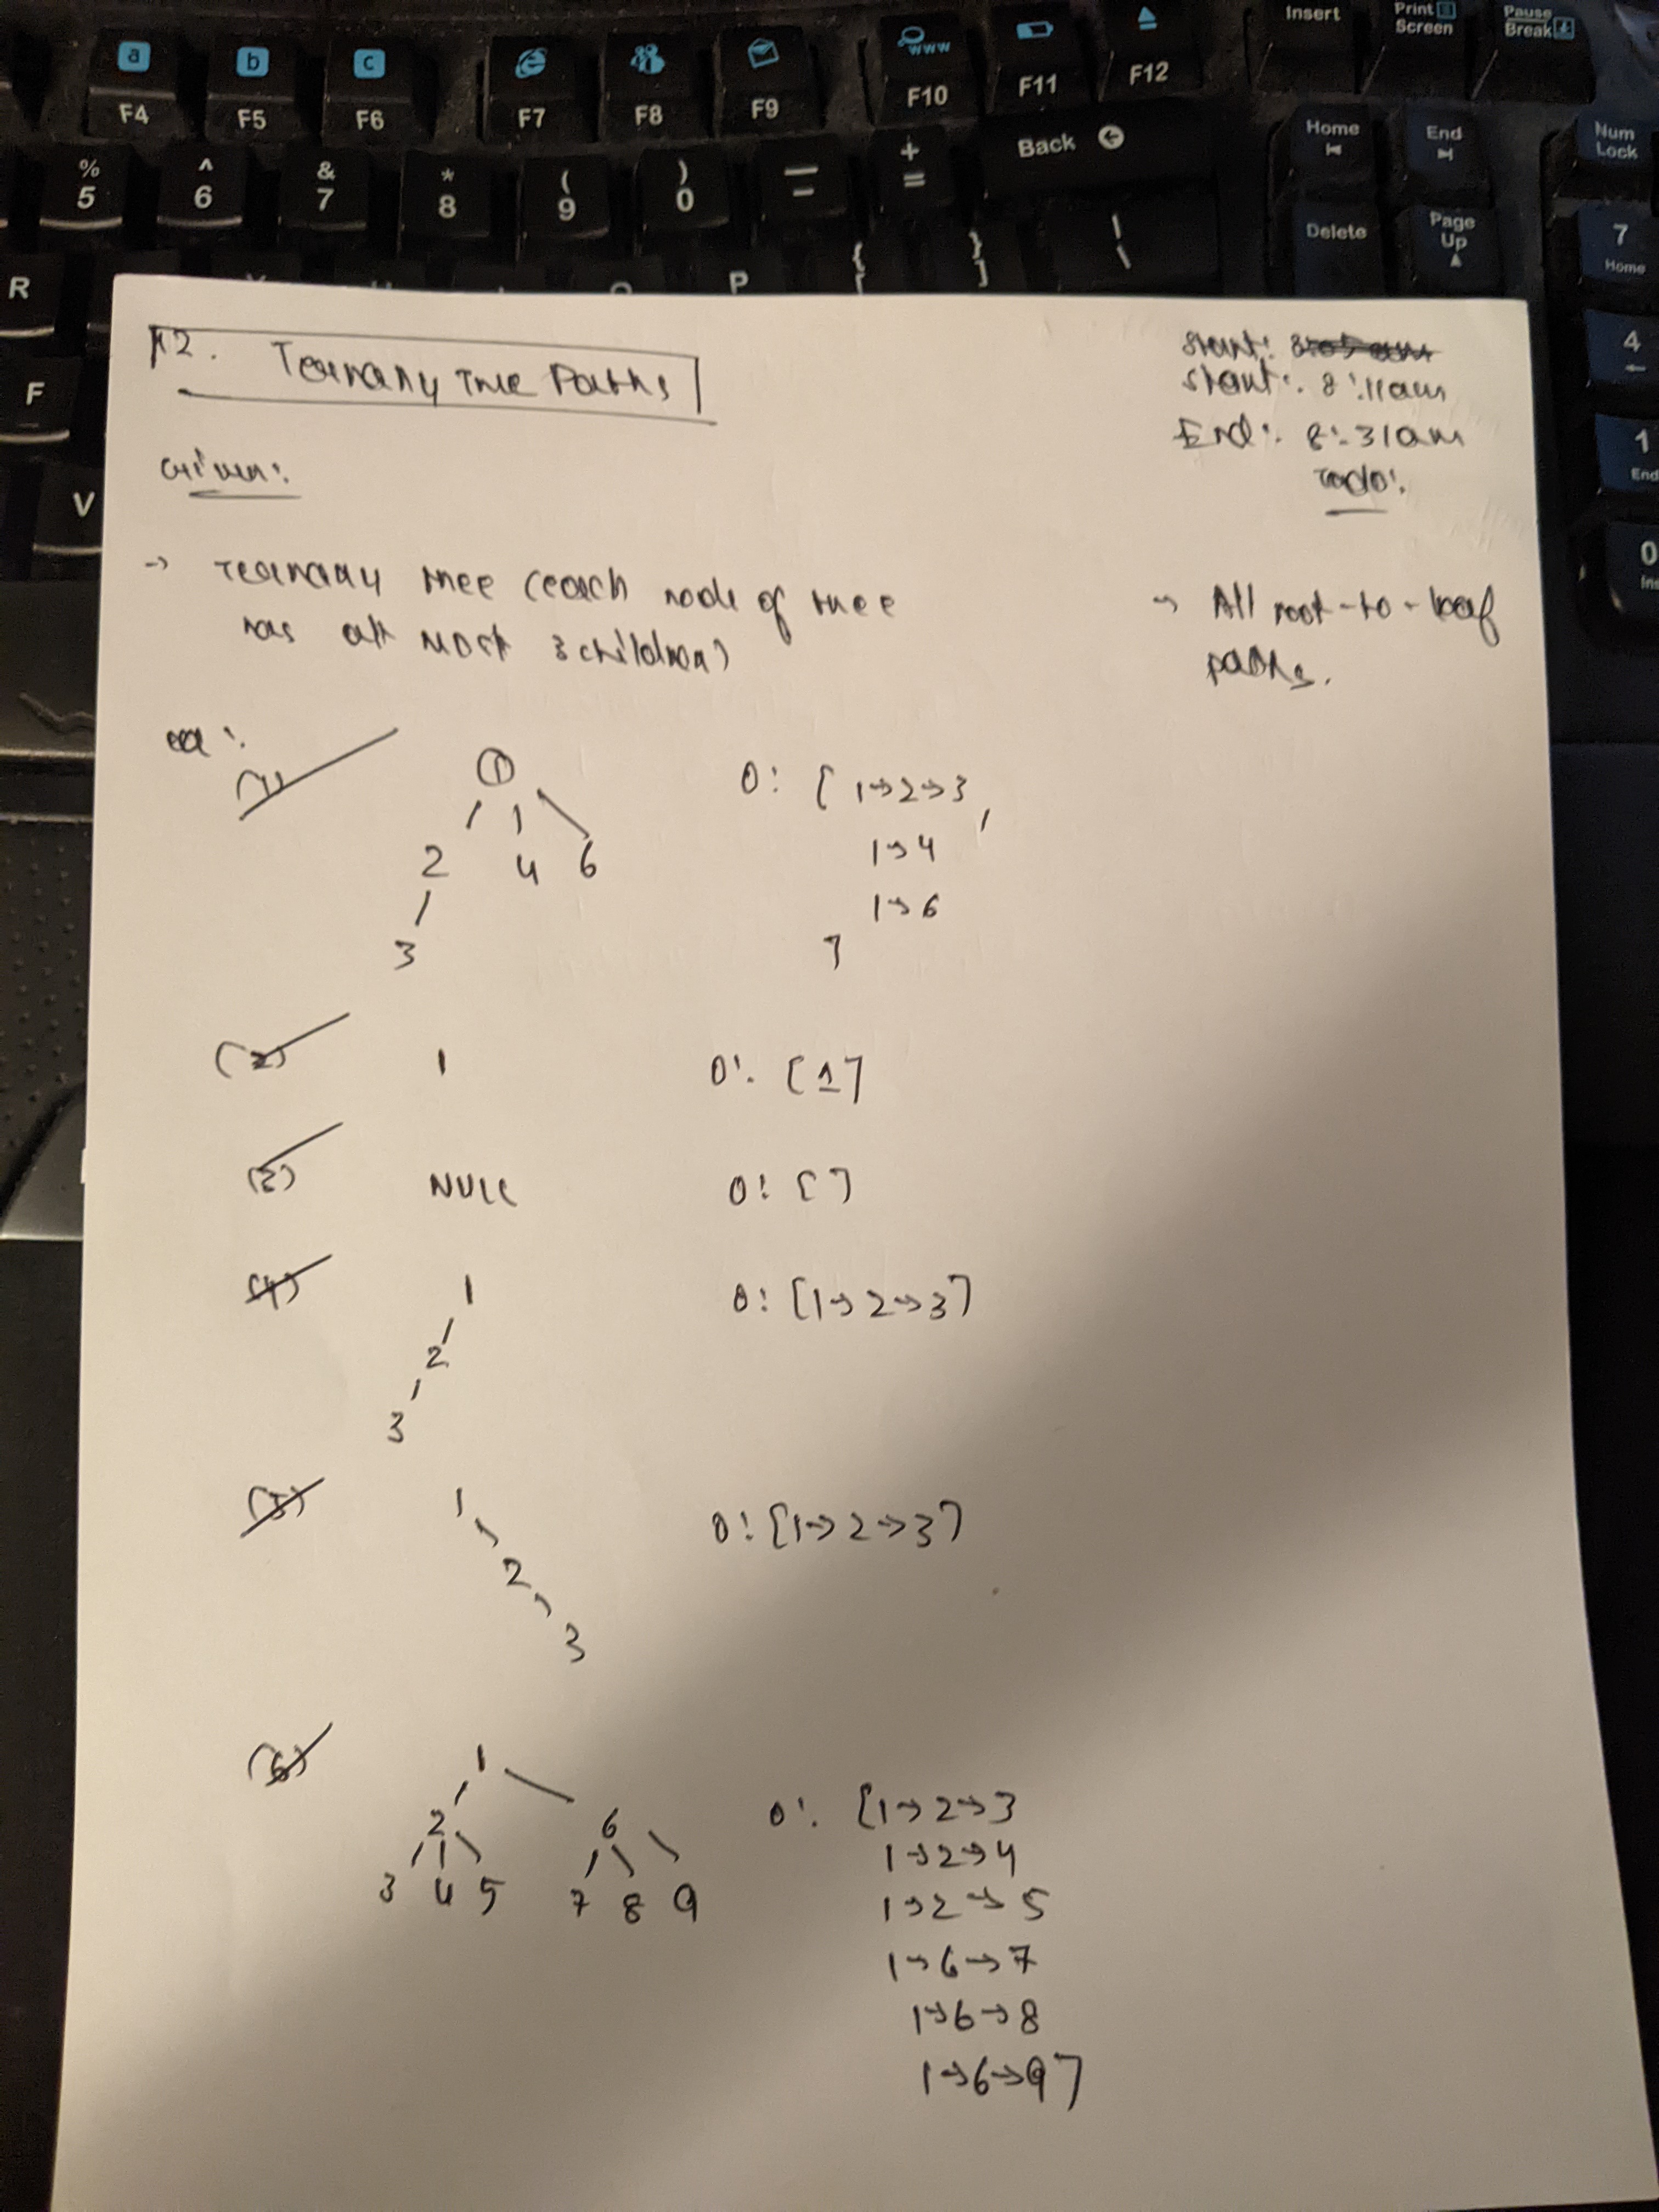 Insert
Print
Screen
Pause
Break
a
b
c
www
F4
F5
F6
F7
F8
F9
F10
F11
F12
%
5
^
6
&
7
*
8
(
9
)
0
_
-
+
=
Back
Home
End
Num
Lock
Delete
Page
Up
7
Home
R
P
{
[
}
]
|
\
F
V
4
1
End
0
Ins
12. Ternary Tree Paths
Start: 8:05 am
Start: 8:11am
End: 8:31am
Given:
Todo:
→ Ternary tree (each node of tree
has at most 3 children)
→ All root-to-leaf
paths.
ex:
(1)
1
2 4 6
3
O: [ 1→2→3,
1→4
1→6
]
(2) 1 O: [1]
(3) NULL O: [ ]
(4) 1 O: [1→2→3]
2
3
(5) 1 O: [1→2→3]
2
3
(6) 1
2 6
3 4 5 7 8 9
O: [1→2→3
1→2→4
1→2→5
1→6→7
1→6→8
1→6→9]